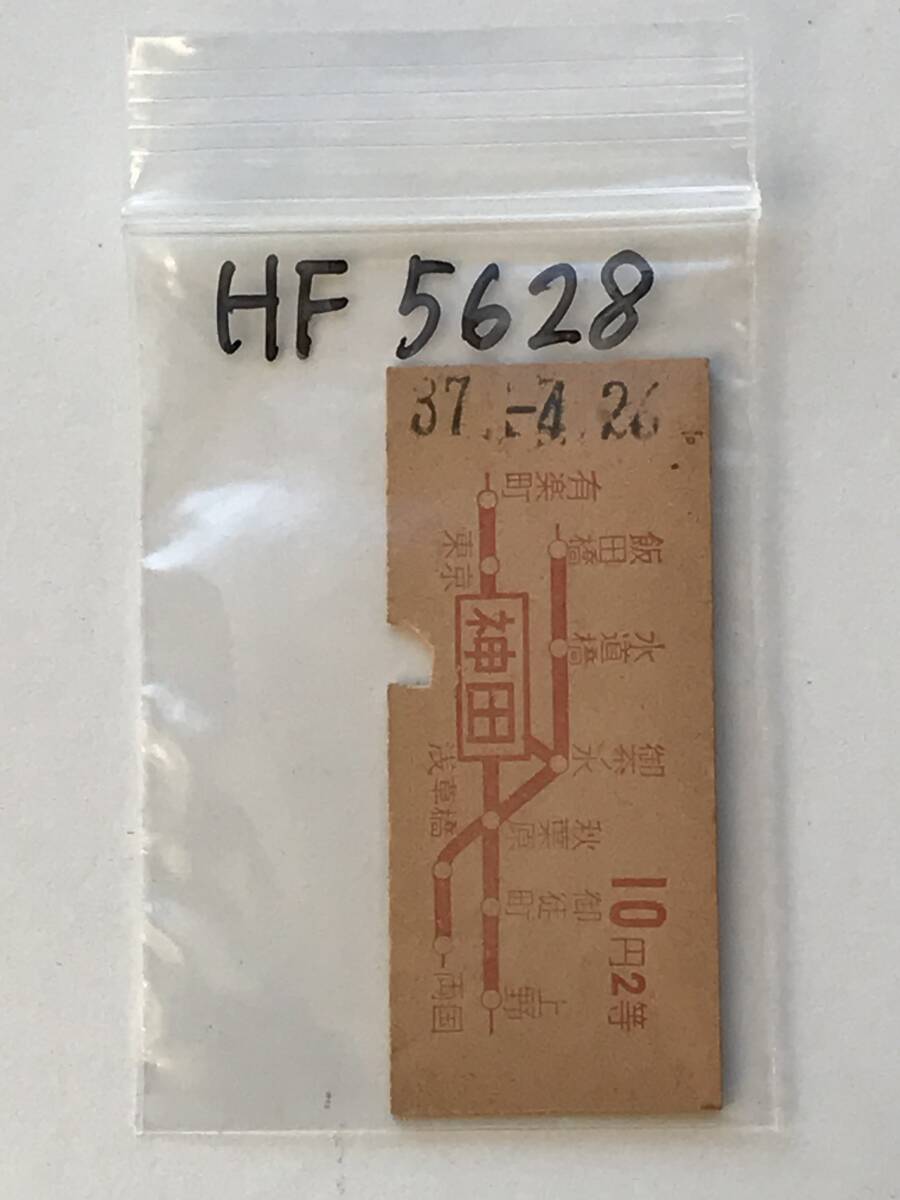 HF 5628
37.-4.26
有楽町
東京
神田
秋葉原
御徒町
上野
飯田橋
水道橋
御茶ノ水
浅草橋
両国
10円2等